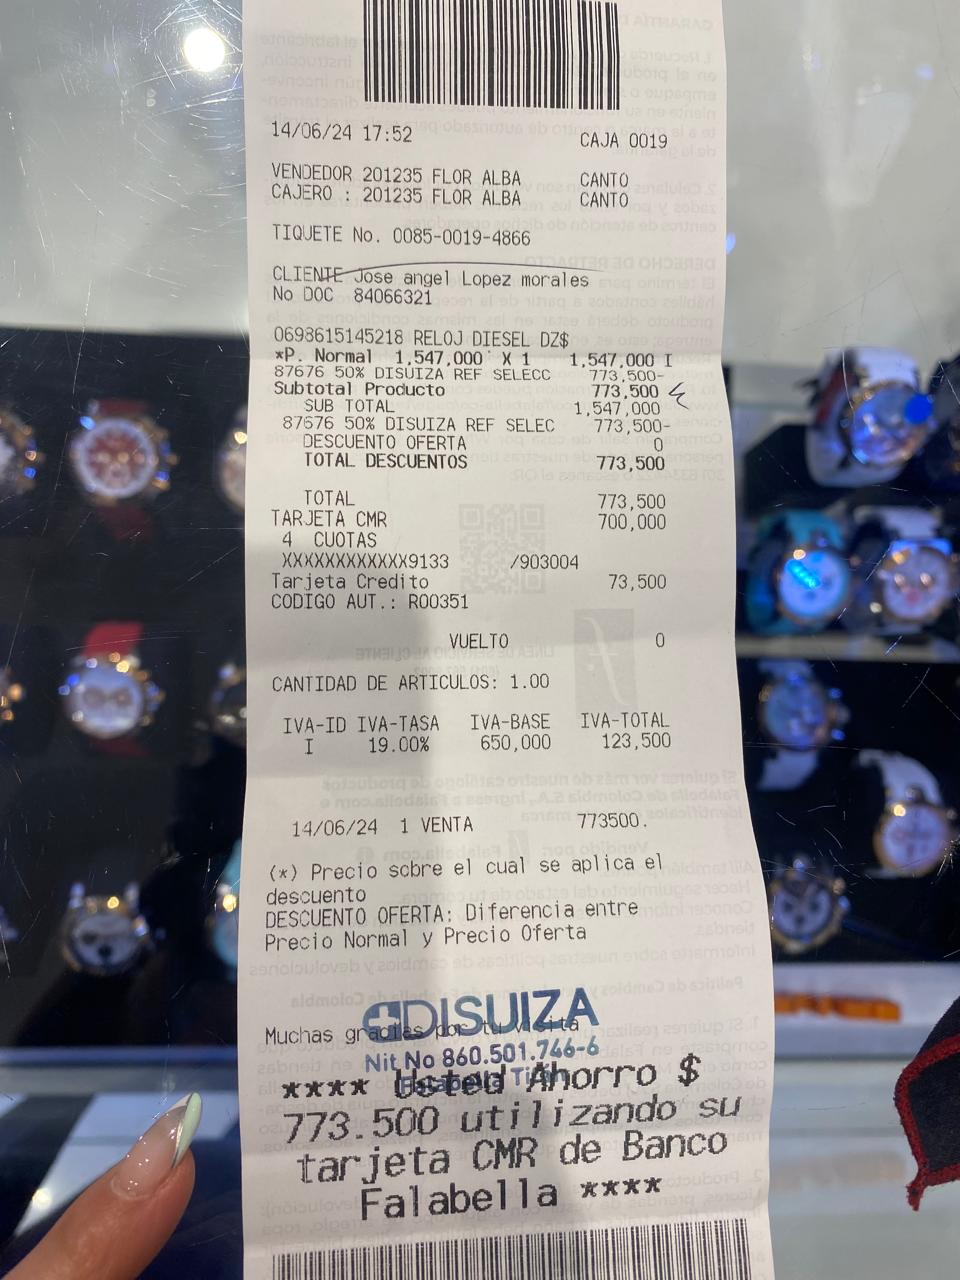 14/06/24 17:52 CAJA 0019
VENDEDOR 201235 FLOR ALBA CANTO
CAJERO : 201235 FLOR ALBA CANTO
TIQUETE No. 0085-0019-4866
CLIENTE Jose angel Lopez morales
No DOC 84066321
0698615145218 RELOJ DIESEL DZ$
*P. Normal 1,547,000 X 1 1,547,000 I
87676 50% DISUIZA REF SELECC 773,500-
Subtotal Producto 773,500
SUB TOTAL 1,547,000
87676 50% DISUIZA REF SELEC 773,500-
DESCUENTO OFERTA 0
TOTAL DESCUENTOS 773,500
TOTAL 773,500
TARJETA CMR 700,000
4 CUOTAS
XXXXXXXXXXXX9133 /903004
Tarjeta Credito 73,500
CODIGO AUT.: R00351
VUELTO 0
CANTIDAD DE ARTICULOS: 1.00
IVA-ID IVA-TASA IVA-BASE IVA-TOTAL
I 19.00% 650,000 123,500
14/06/24 1 VENTA 773500.
(*) Precio sobre el cual se aplica el
descuento
DESCUENTO OFERTA: Diferencia entre
Precio Normal y Precio Oferta
DISUIZA
Muchas gracias por tu visita
Nit.No 860.501.746-6
Falabella
**** Usted Ahorro $
773.500 utilizando su
tarjeta CMR de Banco
Falabella ****